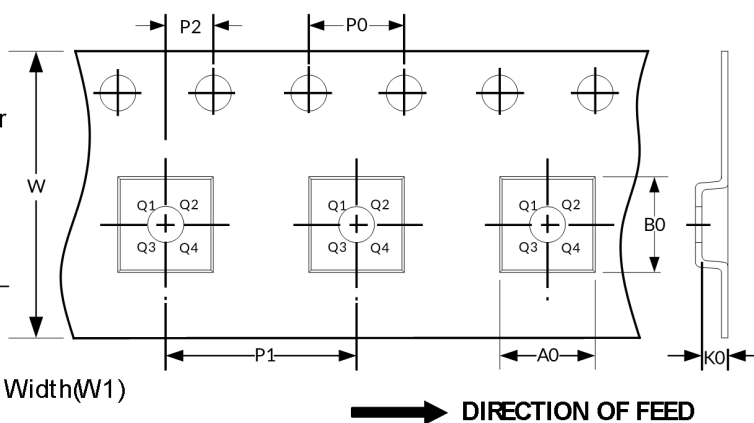 P2
P0
r
W
Q1 Q2
Q3 Q4
Q1 Q2
Q3 Q4
Q1 Q2
Q3 Q4
B0
P1
A0
K0
Width(W1)
DIRECTION OF FEED